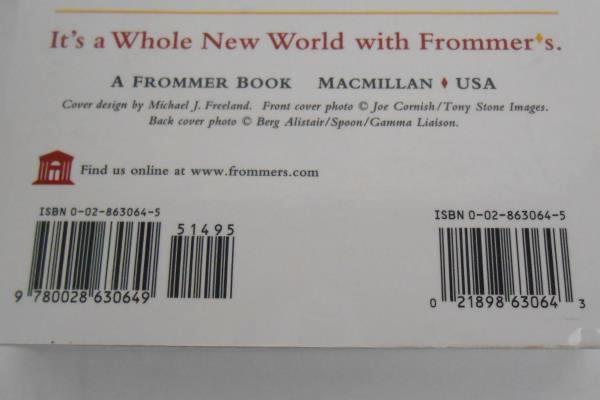 It's a Whole New World with Frommer's.
A FROMMER BOOK MACMILLAN ♦ USA
Cover design by Michael J. Freeland. Front cover photo © Joe Cornish/Tony Stone Images.
Back cover photo © Berg Alistair/Spoon/Gamma Liaison.
Find us online at www.frommers.com
ISBN 0-02-863064-5
51495
9 780028 630649
ISBN 0-02-863064-5
0 21898 63064 3